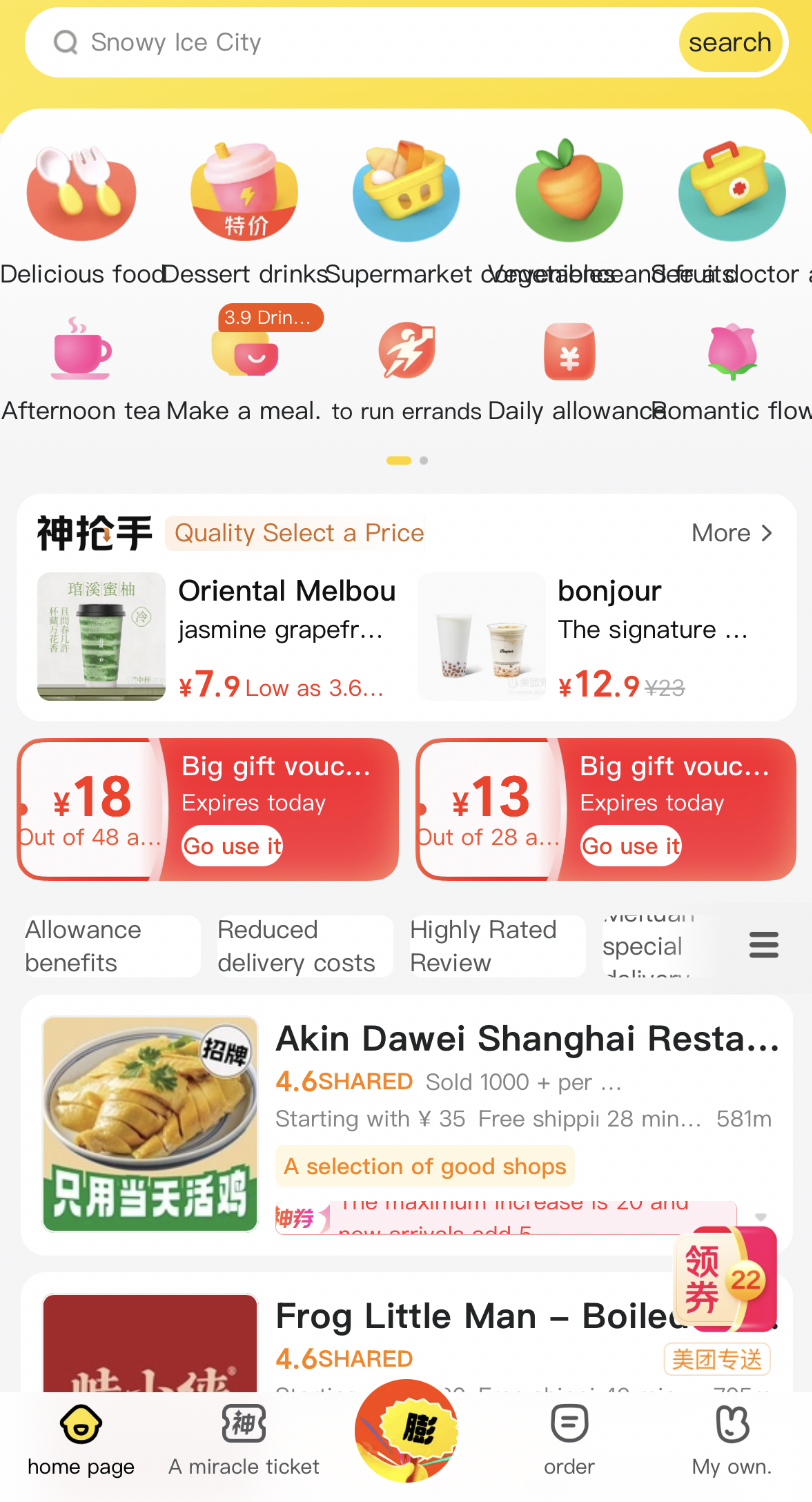 Snowy Ice City
search
特价
Delicious food
Dessert drinks
Supermarket convenience
Vegetables and fruits
See a doctor a
3.9 Drin...
Afternoon tea
Make a meal.
to run errands
Daily allowance
Romantic flow
神抢手
Quality Select a Price
More
琯溪蜜柚
冷
Oriental Melbou
jasmine grapefr...
¥7.9 Low as 3.6...
bonjour
The signature ...
¥12.9 ¥23
¥18
Out of 48 a...
Big gift vouc...
Expires today
Go use it
¥13
Out of 28 a...
Big gift vouc...
Expires today
Go use it
Allowance
benefits
Reduced
delivery costs
Highly Rated
Review
Meituan
special
delivery
招牌
只用当天活鸡
Akin Dawei Shanghai Resta...
4.6SHARED Sold 1000 + per ...
Starting with ¥ 35 Free shippi 28 min... 581m
A selection of good shops
神券
The maximum increase is 20 and
new arrivals add 5
领券
22
Frog Little Man – Boiled
4.6SHARED
美团专送
蛙小侠
home page
神
A miracle ticket
膨
order
My own.